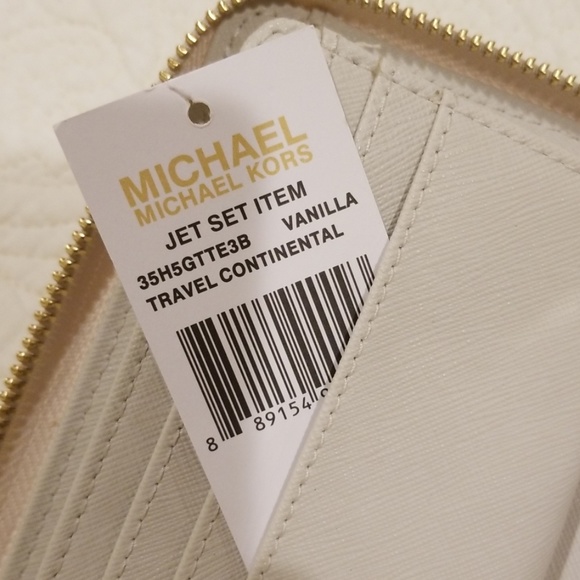 MICHAEL
MICHAEL KORS
JET SET ITEM
35H5GTTE3B VANILLA
TRAVEL CONTINENTAL
8 89154